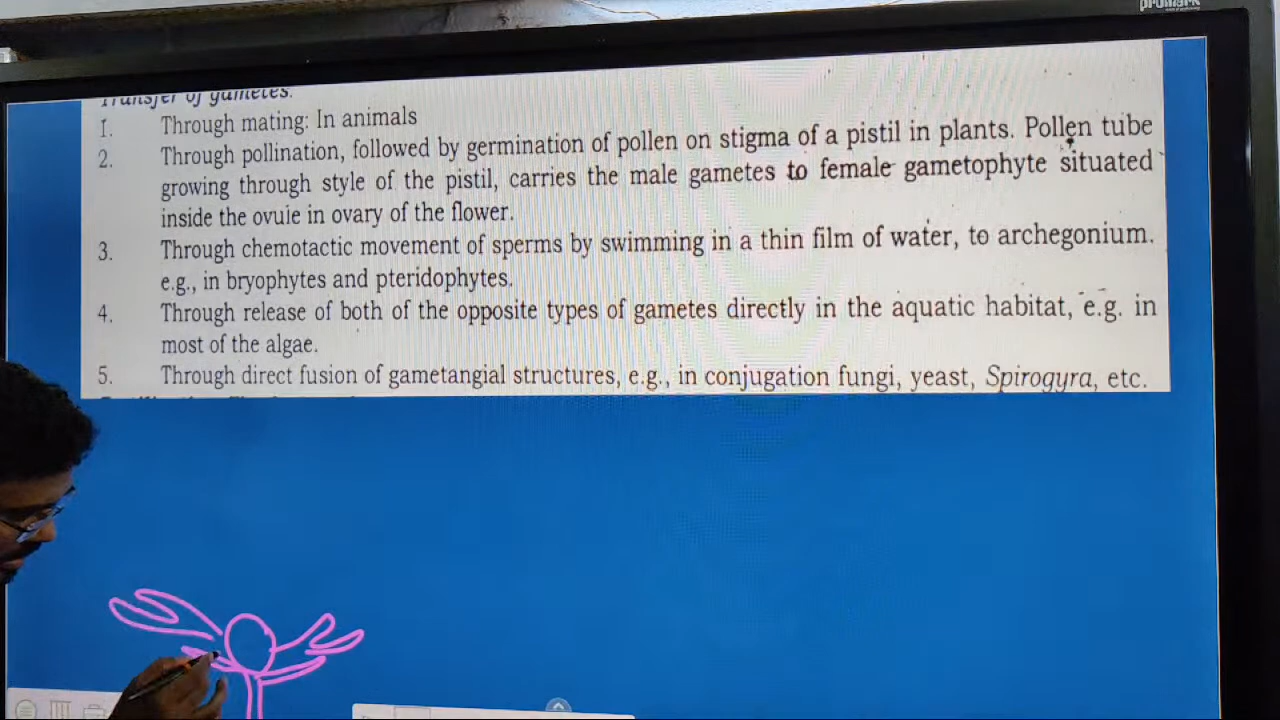 Transfer of gametes.
1. Through mating: In animals
2. Through pollination, followed by germination of pollen on stigma of a pistil in plants. Pollen tube
growing through style of the pistil, carries the male gametes to female gametophyte situated
inside the ovule in ovary of the flower.
3. Through chemotactic movement of sperms by swimming in a thin film of water, to archegonium.
e.g., in bryophytes and pteridophytes.
4. Through release of both of the opposite types of gametes directly in the aquatic habitat, e.g. in
most of the algae.
5. Through direct fusion of gametangial structures, e.g., in conjugation fungi, yeast, Spirogyra, etc.